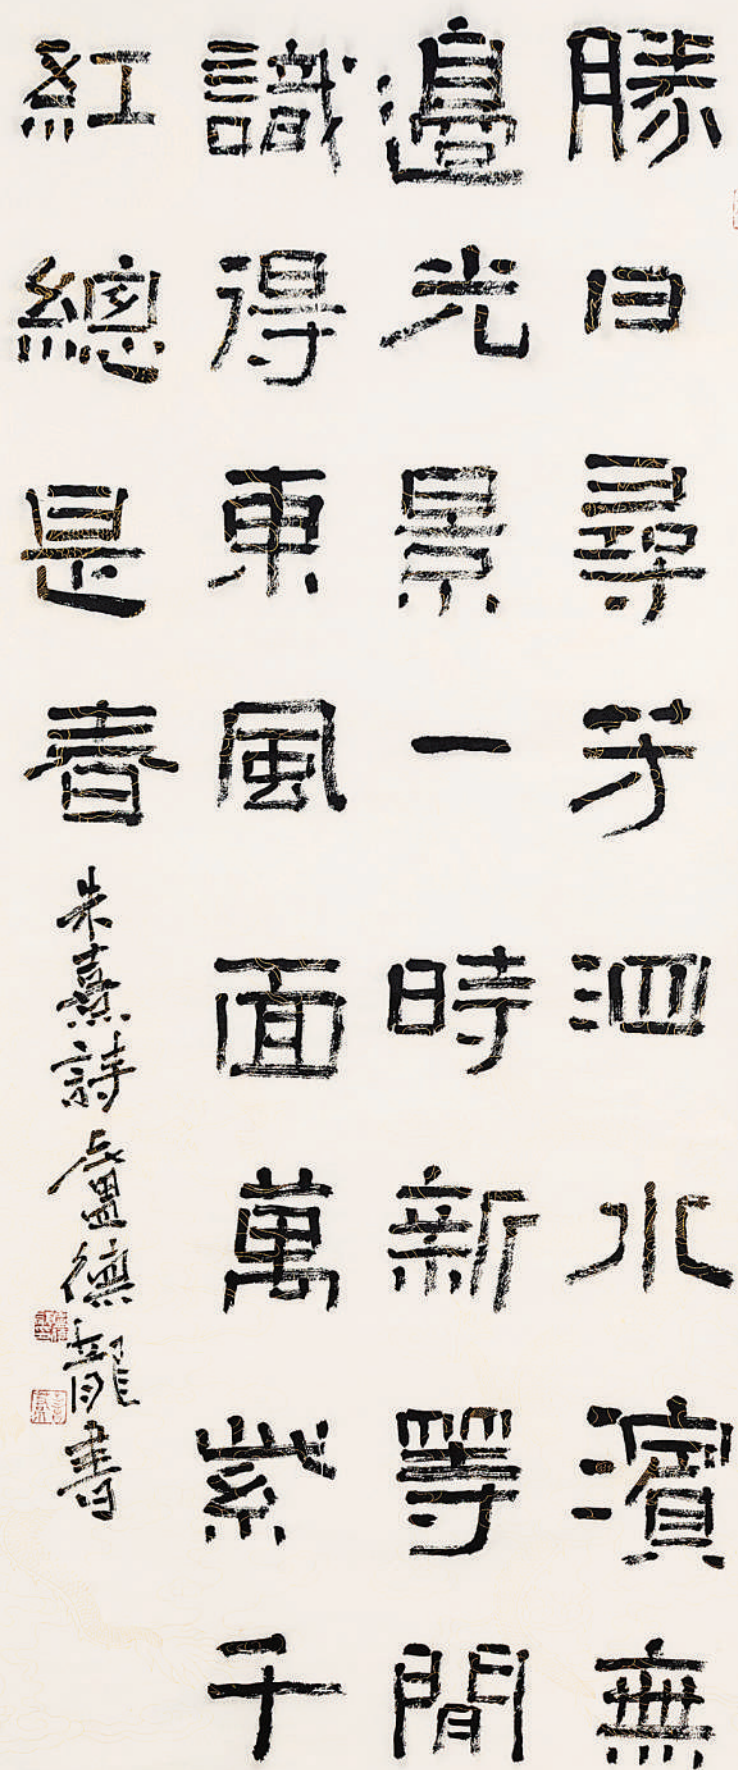 勝日尋芳泗水濱無
邊光景一時新等閒
識得東風面萬紫千
紅總是春
朱熹詩盧德龍書